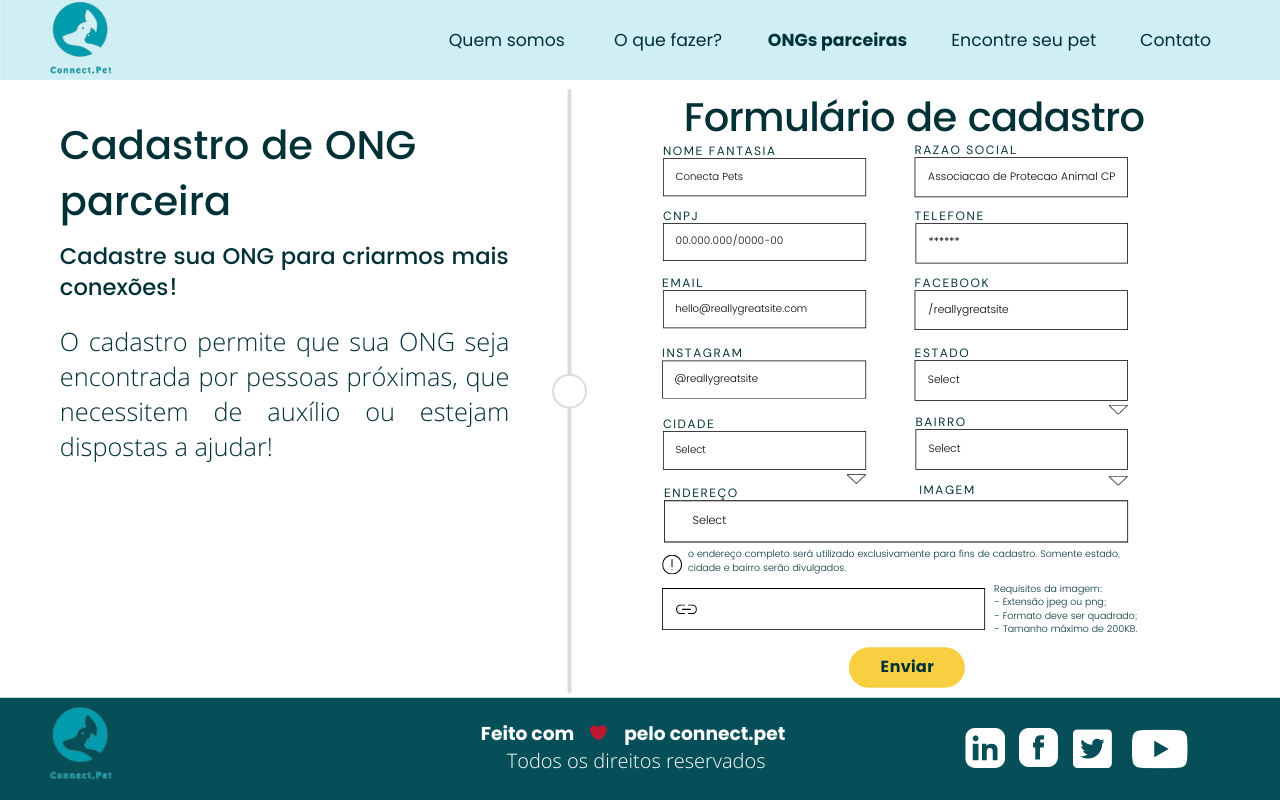 Connect.Pet
Quem somos
O que fazer?
ONGs parceiras
Encontre seu pet
Contato
Cadastro de ONG
parceira
Cadastre sua ONG para criarmos mais
conexões!
O cadastro permite que sua ONG seja
encontrada por pessoas próximas, que
necessitem de auxílio ou estejam
dispostas a ajudar!
Formulário de cadastro
NOME FANTASIA
Conecta Pets
RAZAO SOCIAL
Associacao de Protecao Animal CP
CNPJ
00.000.000/0000-00
TELEFONE
******
EMAIL
hello@reallygreatsite.com
FACEBOOK
/reallygreatsite
INSTAGRAM
@reallygreatsite
ESTADO
Select
CIDADE
Select
BAIRRO
Select
ENDEREÇO
IMAGEM
Select
o endereço completo será utilizado exclusivamente para fins de cadastro. Somente estado,
cidade e bairro serão divulgados.
Requisitos da imagem:
- Extensão jpeg ou png;
- Formato deve ser quadrado;
- Tamanho máximo de 200KB.
Enviar
Connect.Pet
Feito com ❤ pelo connect.pet
Todos os direitos reservados